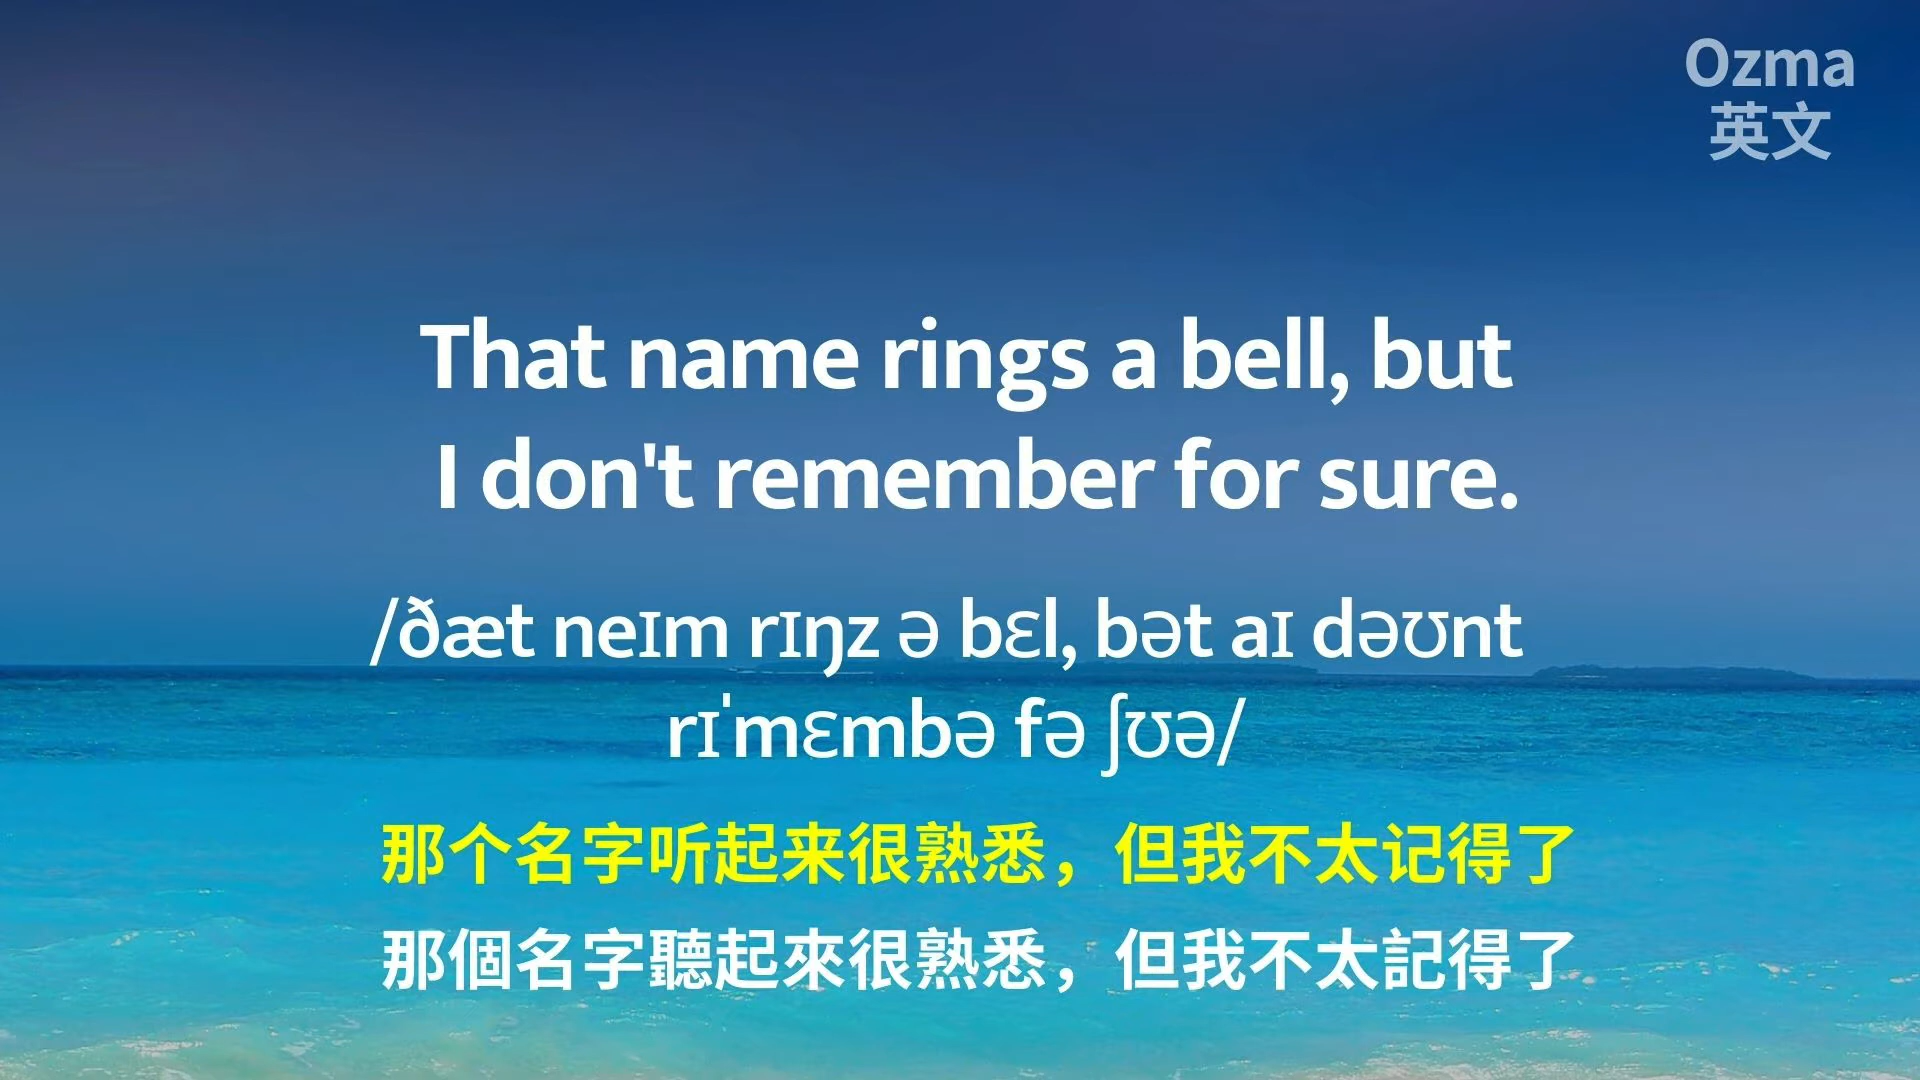 Ozma
英文
That name rings a bell, but
I don't remember for sure.
/ðæt neɪm rɪŋz ə bɛl, bət aɪ dəʊnt
rɪˈmɛmbə fə ʃʊə/
那个名字听起来很熟悉，但我不太记得了
那個名字聽起來很熟悉，但我不太記得了